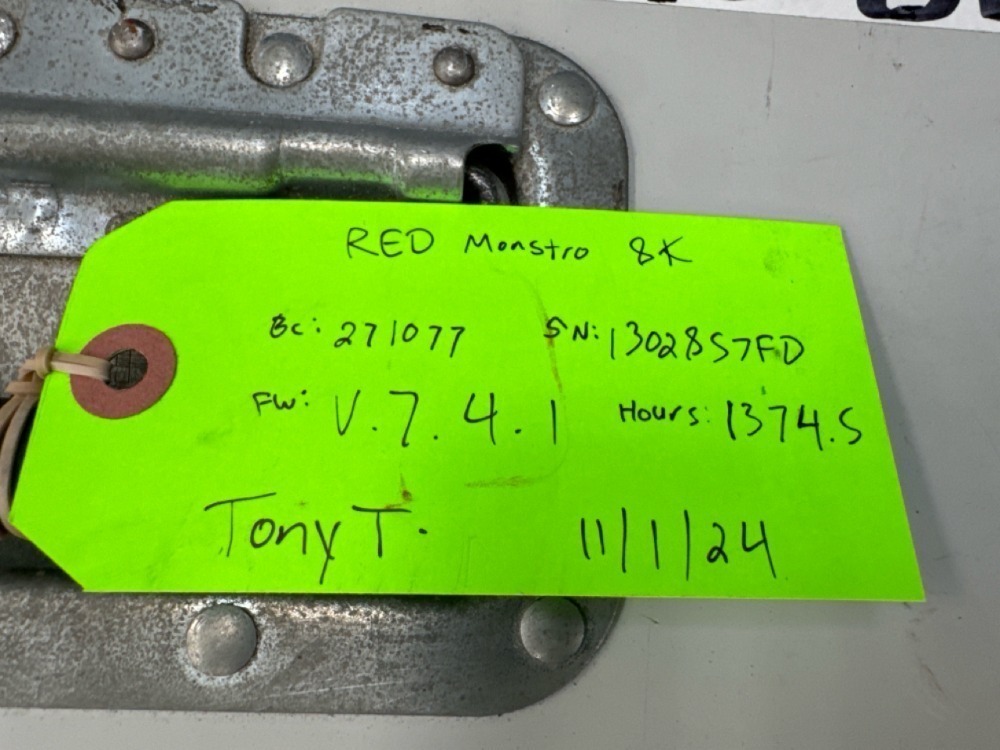 RED Monstro 8K
BC: 271077 SN: 1302857FD
FW: V.7.4.1 Hours: 1374.5
Tony T. 11/1/24